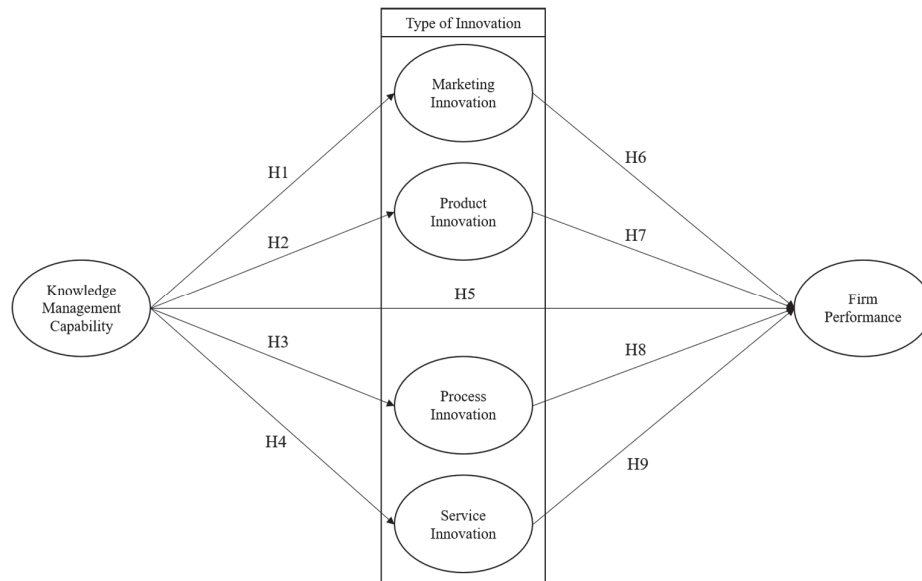 Type of Innovation
Marketing
Innovation
H1
H6
Product
Innovation
H2
H7
Knowledge
Management
Capability
H5
Firm
Performance
H3
H8
Process
Innovation
H4
H9
Service
Innovation